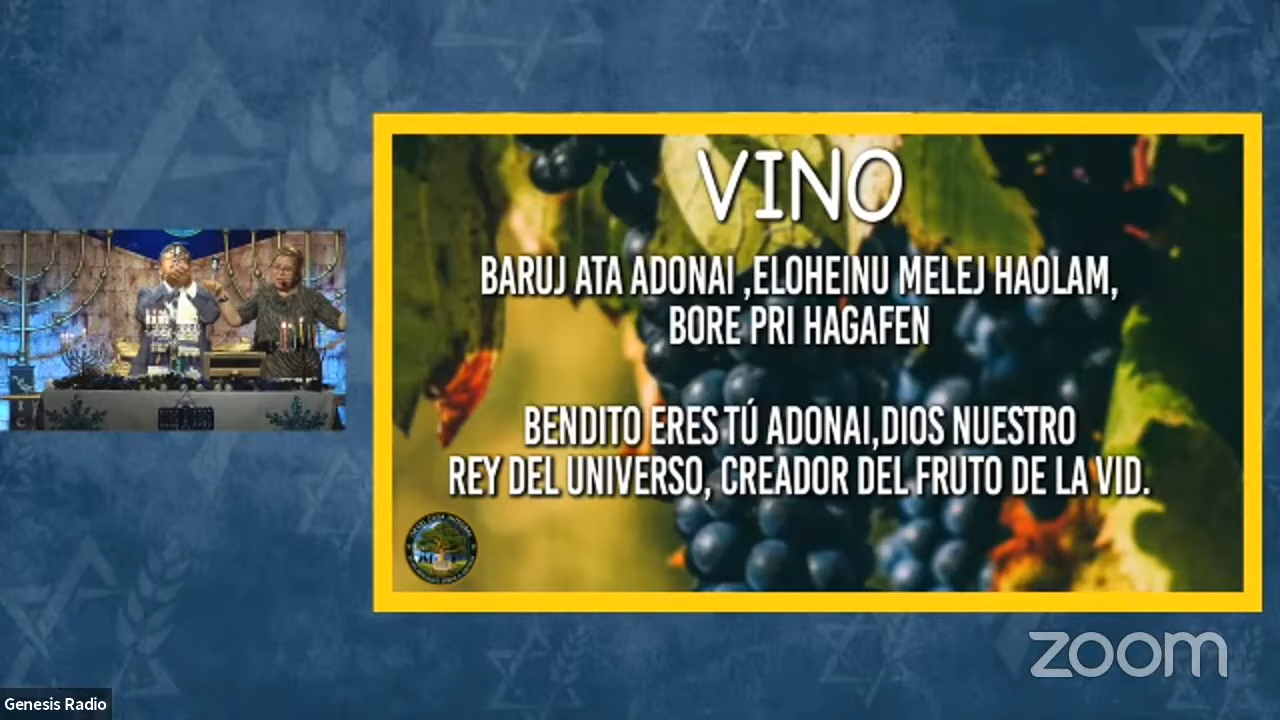 VINO
BARUJ ATA ADONAI ,ELOHEINU MELEJ HAOLAM,
BORE PRI HAGAFEN
BENDITO ERES TÚ ADONAI,DIOS NUESTRO
REY DEL UNIVERSO, CREADOR DEL FRUTO DE LA VID.
zoom
Genesis Radio